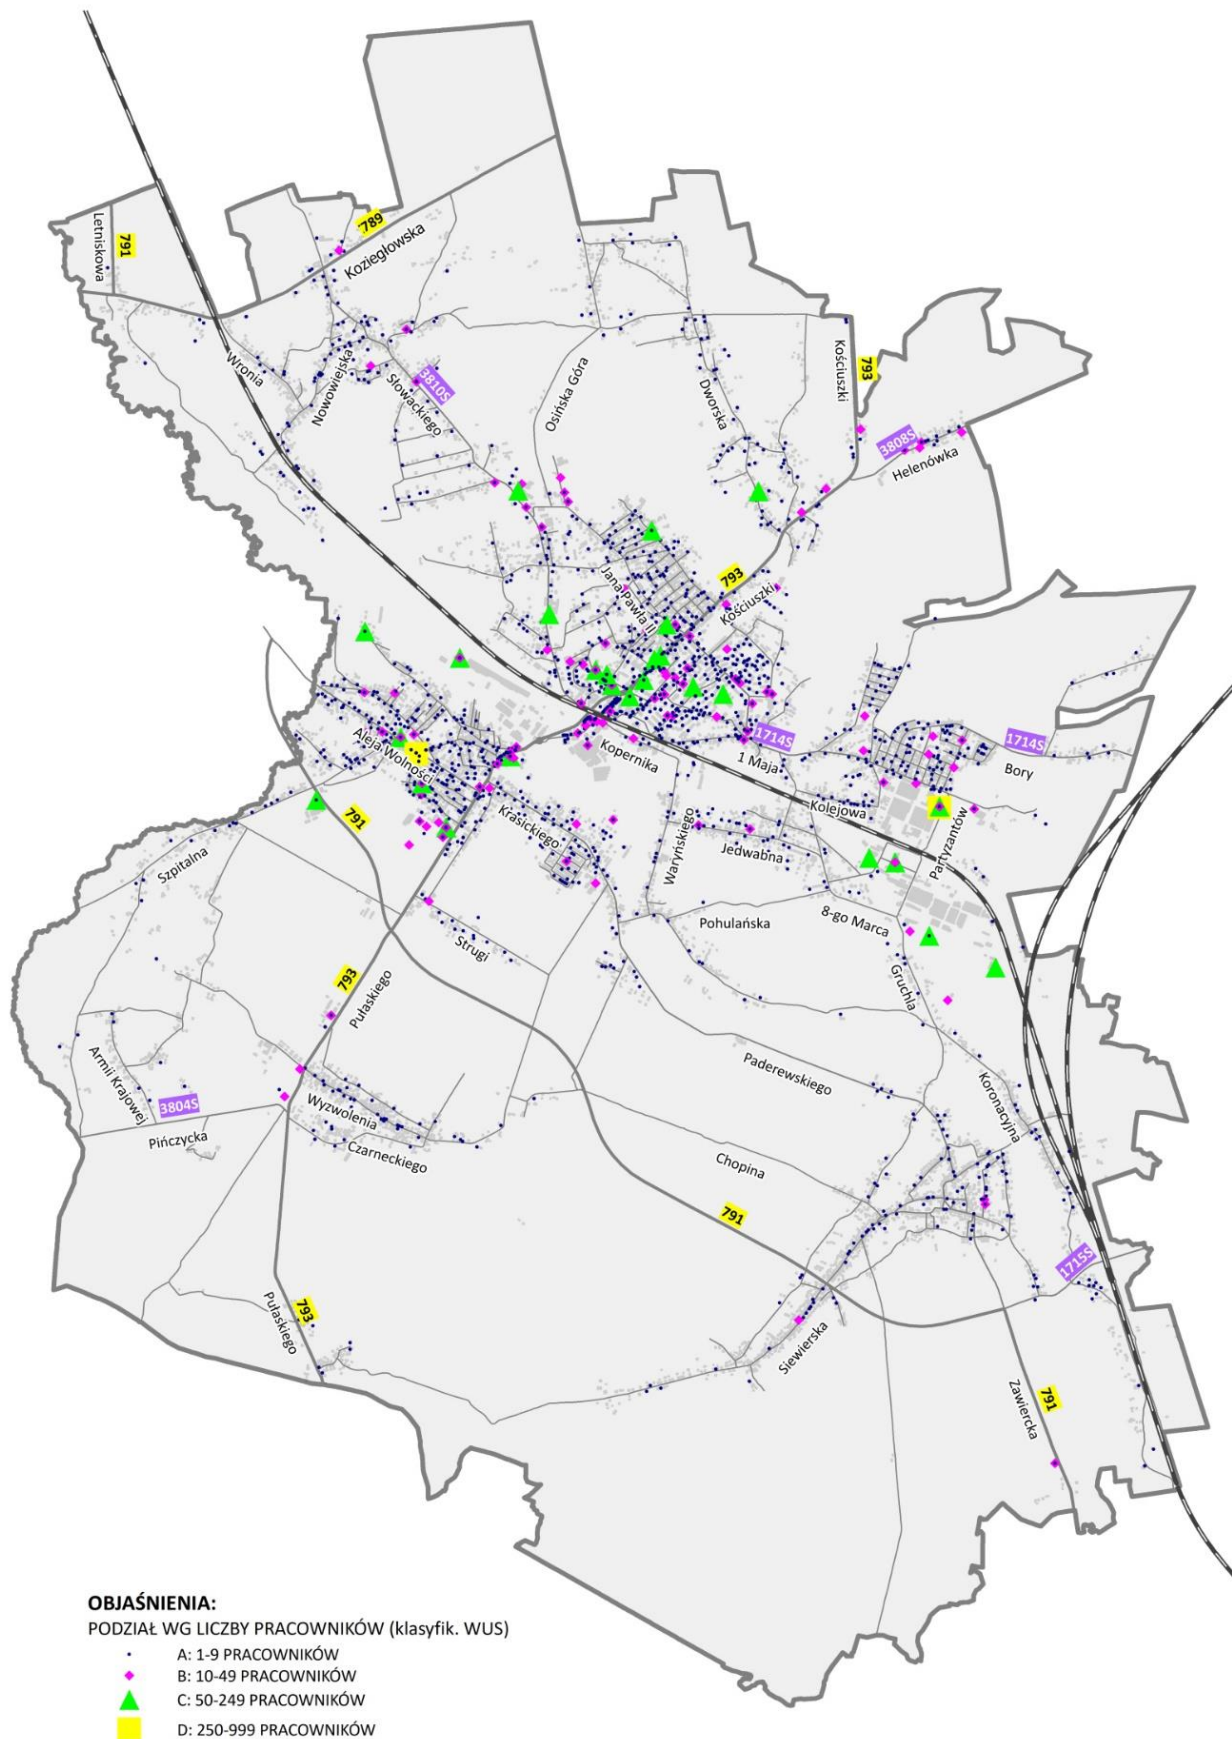 789
Koziegłowska
Letniskowa
791
Wronia
Nowowiejska
Słowackiego
3810S
Osińska Góra
Dworska
Kościuszki
793
3808S
Helenówka
Jana Pawła II
793
Kościuszki
Aleja Wolności
Kopernika
1714S
1 Maja
1714S
Bory
Kolejowa
Partyzantów
791
Krasickiego
Waryńskiego
Jedwabna
Szpitalna
Pohulańska
8-go Marca
Strugi
Gruchla
793
Pułaskiego
Armii Krajowej
3804S
Pińczycka
Wyzwolenia
Czarneckiego
Paderewskiego
Koronacyjna
Chopina
791
1715S
793
Pułaskiego
Siewierska
Zawiercka
791
OBJAŚNIENIA:
PODZIAŁ WG LICZBY PRACOWNIKÓW (klasyfik. WUS)
A: 1-9 PRACOWNIKÓW
B: 10-49 PRACOWNIKÓW
C: 50-249 PRACOWNIKÓW
D: 250-999 PRACOWNIKÓW